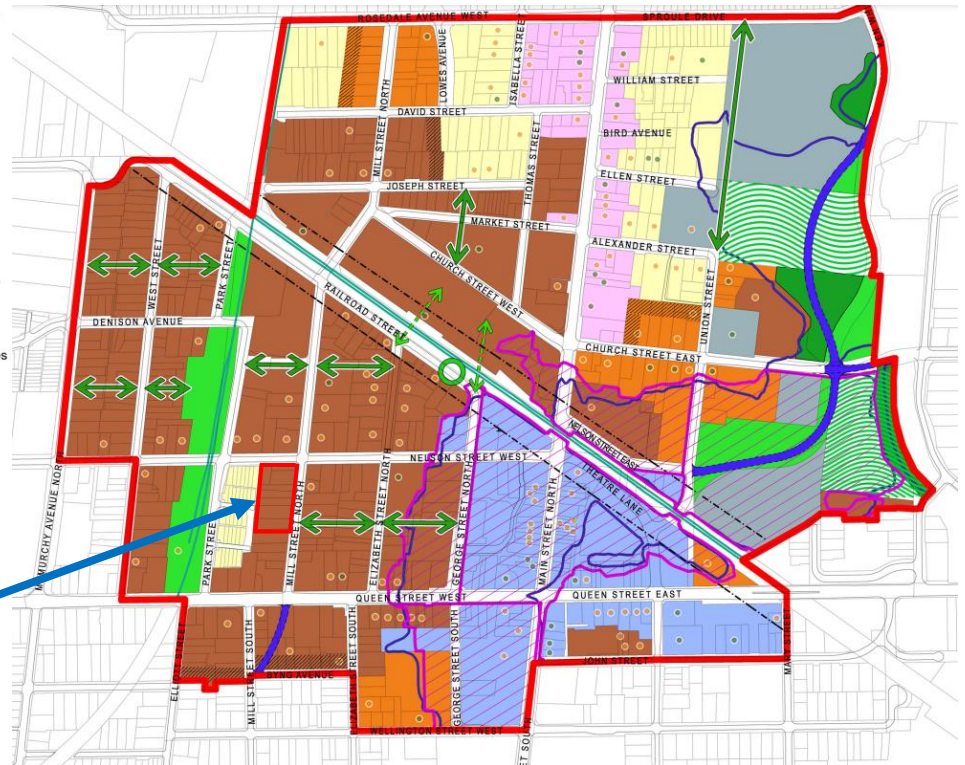 ROSEDALE AVENUE WEST
SPROULE DRIVE
LOWES AVENUE
ISABELLA STREET
MILL STREET NORTH
WILLIAM STREET
DAVID STREET
BIRD AVENUE
THOMAS STREET
ELLEN STREET
JOSEPH STREET
MARKET STREET
ALEXANDER STREET
UNION STREET
CHURCH STREET WEST
WEST STREET
PARK STREET
RAILROAD STREET
DENISON AVENUE
CHURCH STREET EAST
es
NELSON STREET EAST
NELSON STREET WEST
THEATRE LANE
MCMURCHY AVENUE NORTH
PARK STREET
MILL STREET NORTH
ELIZABETH STREET NORTH
GEORGE STREET NORTH
MAIN STREET NORTH
QUEEN STREET WEST
QUEEN STREET EAST
MILL STREET SOUTH
ELIZABETH STREET SOUTH
GEORGE STREET SOUTH
JOHN STREET
BYNG AVENUE
WELLINGTON STREET WEST